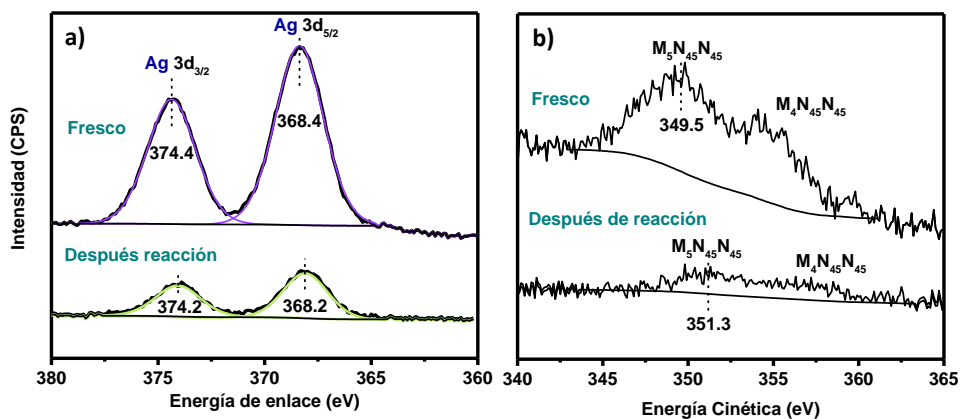 a)
Ag 3d5/2
Ag 3d3/2
Fresco
374.4
368.4
Después reacción
374.2
368.2
Intensidad (CPS)
380
375
370
365
360
Energía de enlace (eV)
b)
M5N45N45
M4N45N45
Fresco
349.5
Después de reacción
M5N45N45
M4N45N45
351.3
340
345
350
355
360
365
Energía Cinética (eV)